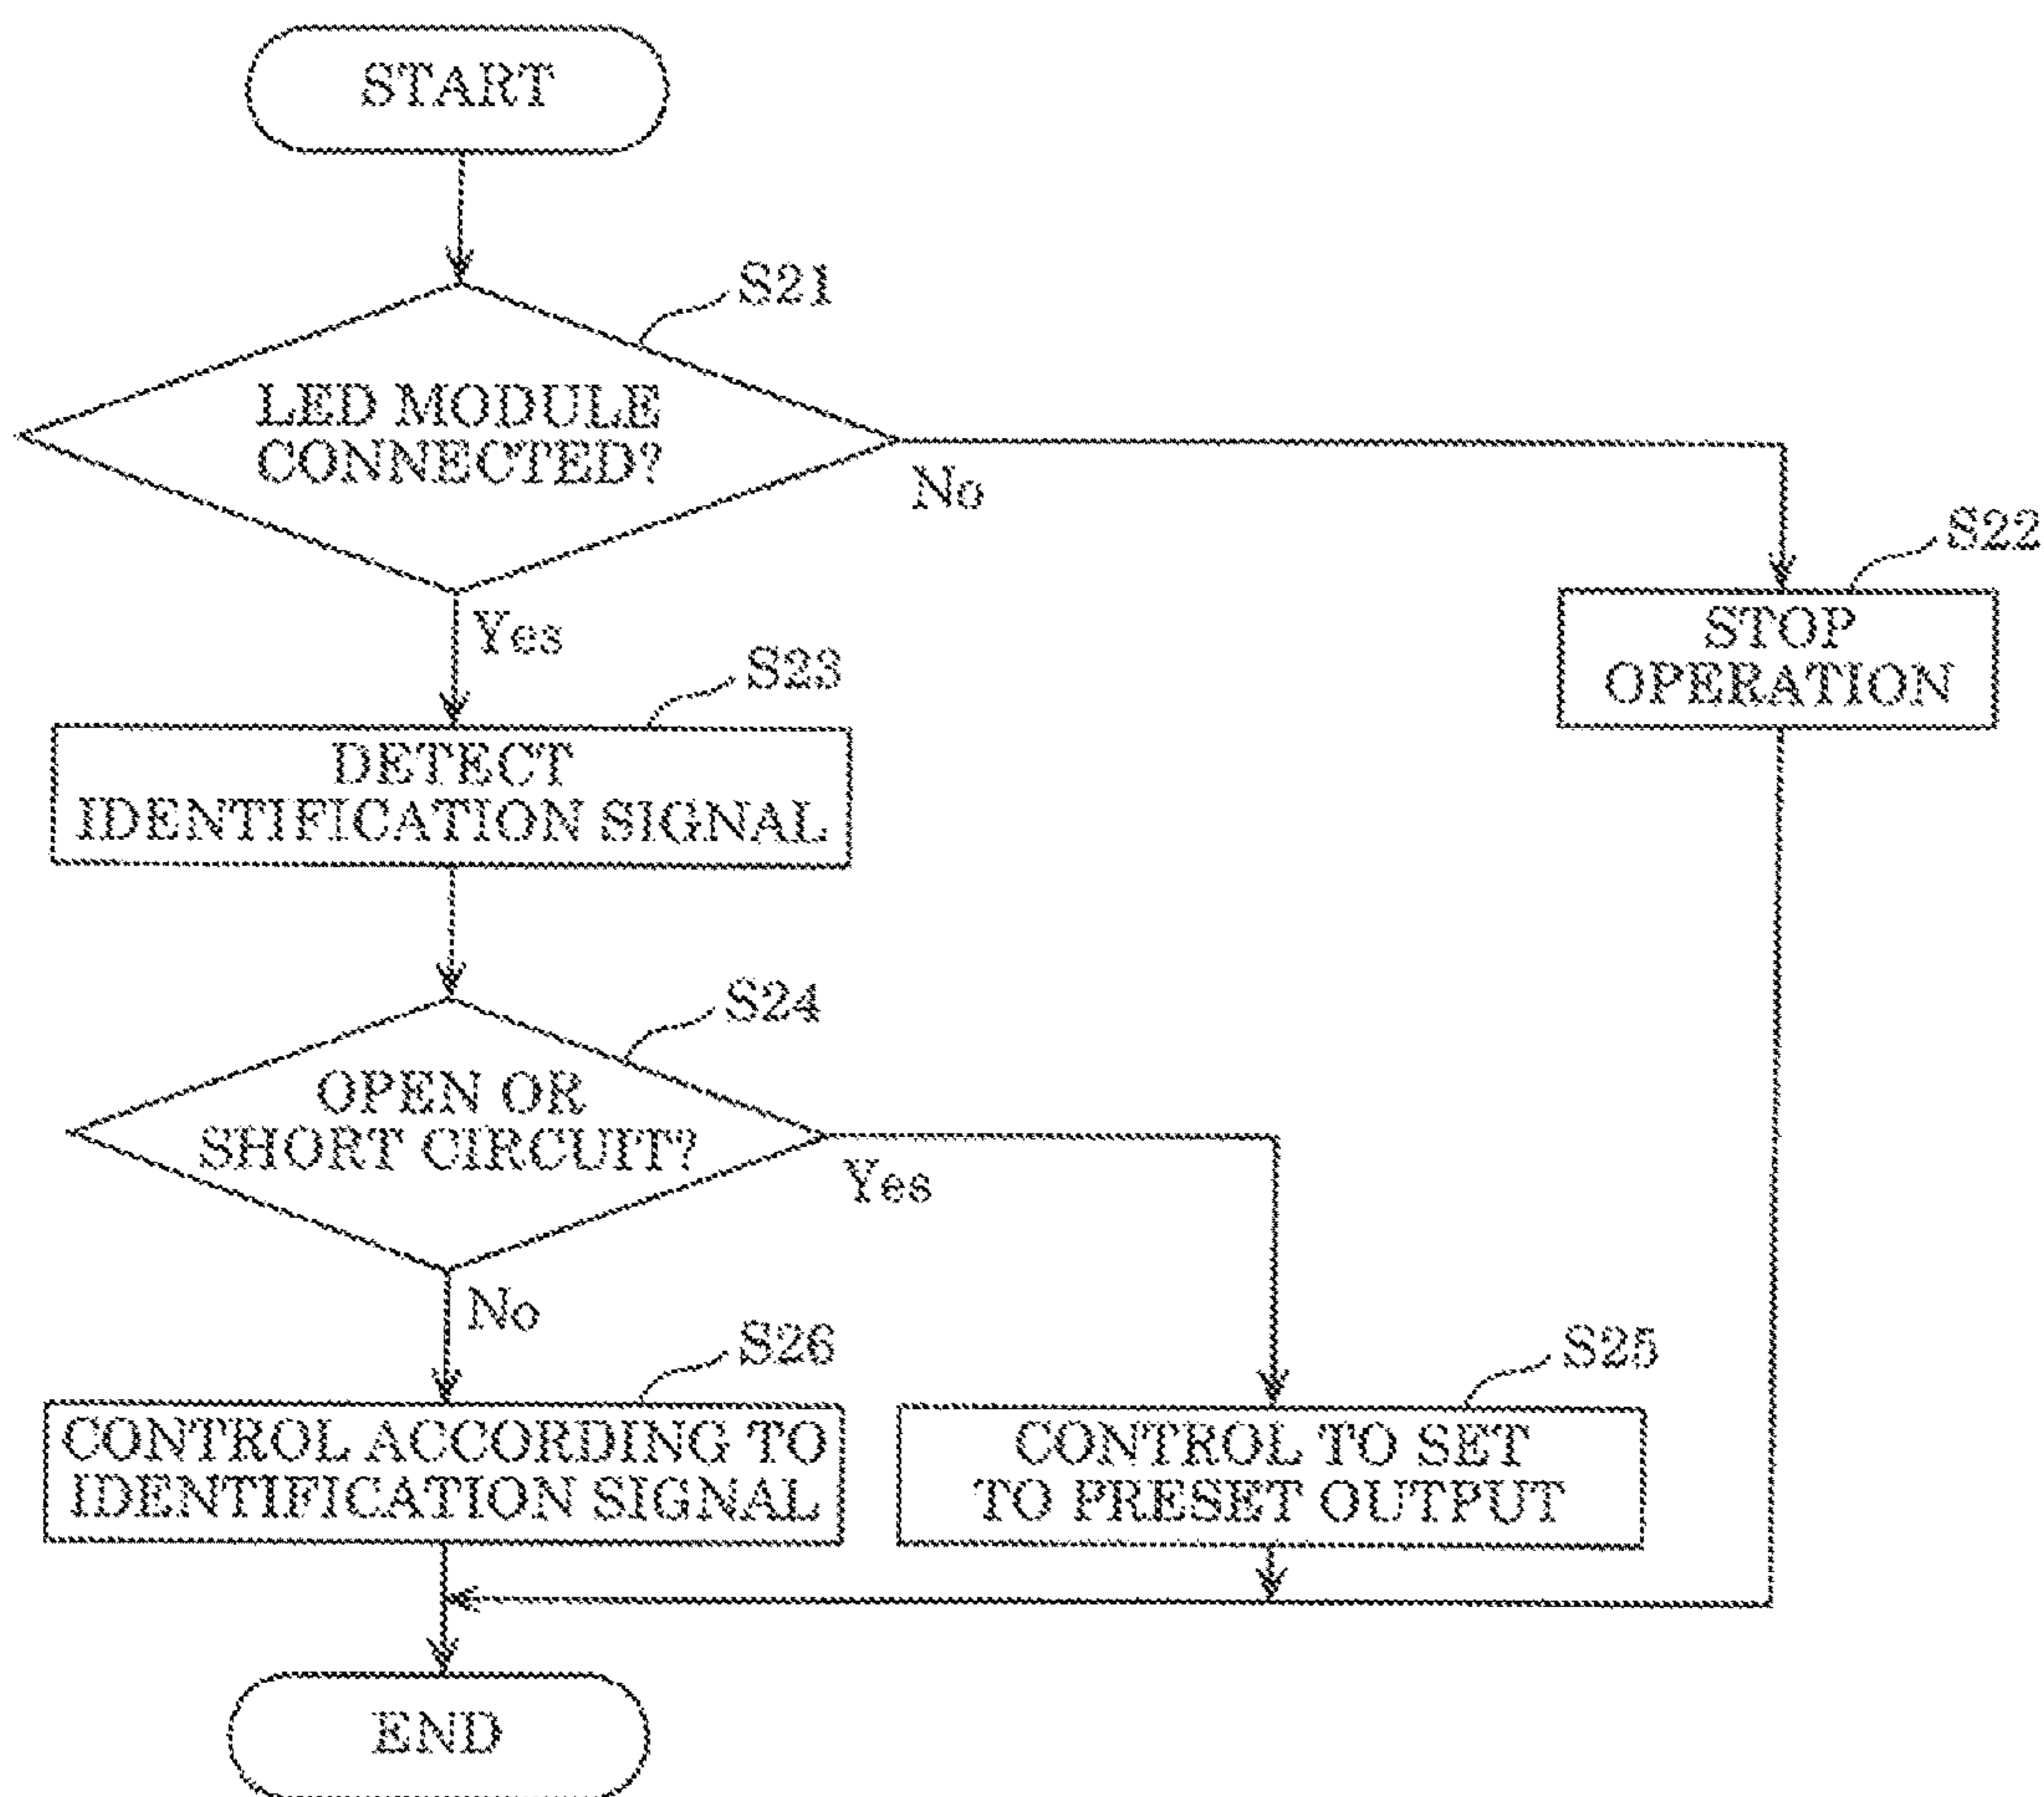 START
S21
LED MODULE
CONNECTED?
No
S22
STOP
OPERATION
Yes
S23
DETECT
IDENTIFICATION SIGNAL
S24
OPEN OR
SHORT CIRCUIT?
Yes
No
S26
CONTROL ACCORDING TO
IDENTIFICATION SIGNAL
S25
CONTROL TO SET
TO PRESET OUTPUT
END